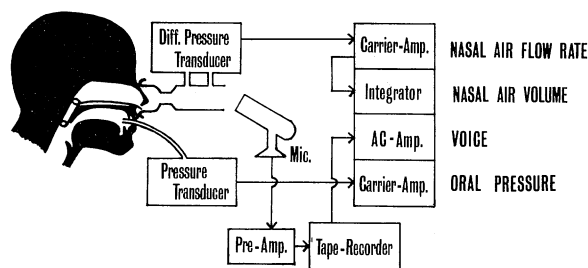 Diff. Pressure
Transducer
Carrier-Amp.
NASAL AIR FLOW RATE
Integrator
NASAL AIR VOLUME
AC-Amp.
VOICE
Mic.
Pressure
Transducer
Carrier-Amp.
ORAL PRESSURE
Pre-Amp.
Tape-Recorder